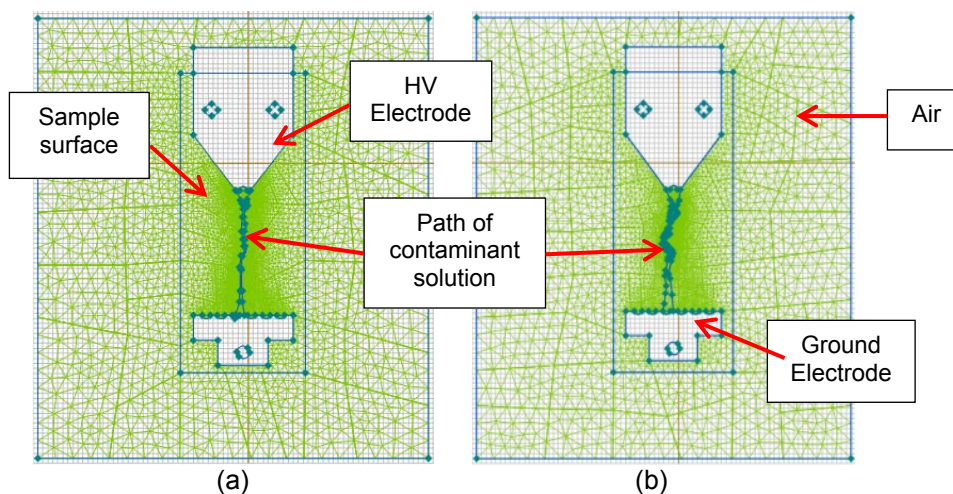 Sample
surface
HV
Electrode
Air
Path of
contaminant
solution
Ground
Electrode
(a)
(b)